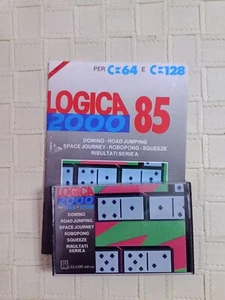 PER C=64 E C=128
LOGICA
2000 85
DOMINO - ROAD JUMPING
SPACE JOURNEY - ROBOPONG - SQUEEZE
RISULTATI SERIE A
LOGICA
2000
DOMINO
ROAD JUMPING
SPACE JOURNEY
ROBOPONG
SQUEEZE
RISULTATI
SERIE A